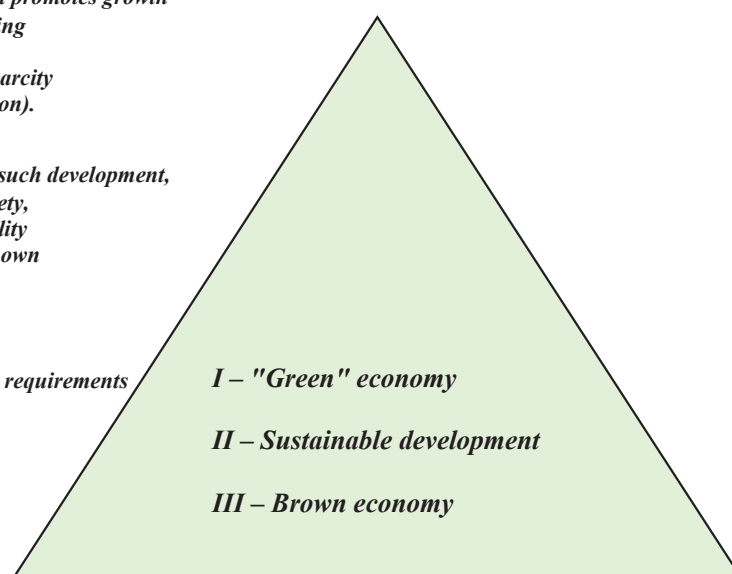 promotes growth
ing
arcity
on).
such development,
ety,
lity
own
requirements
I – "Green" economy
II – Sustainable development
III – Brown economy